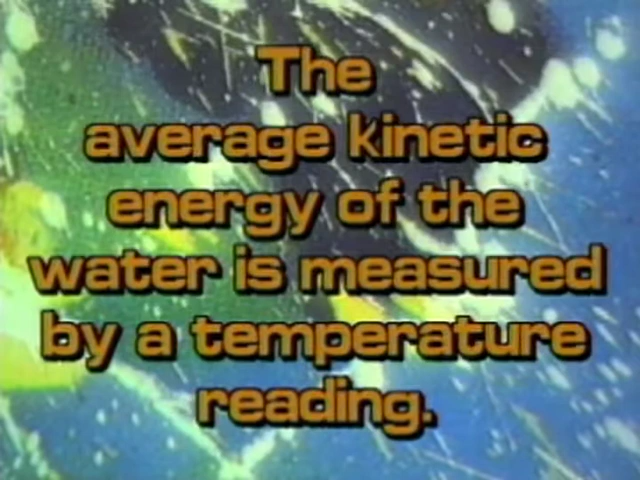 The
average kinetic
energy of the
water is measured
by a temperature
reading.